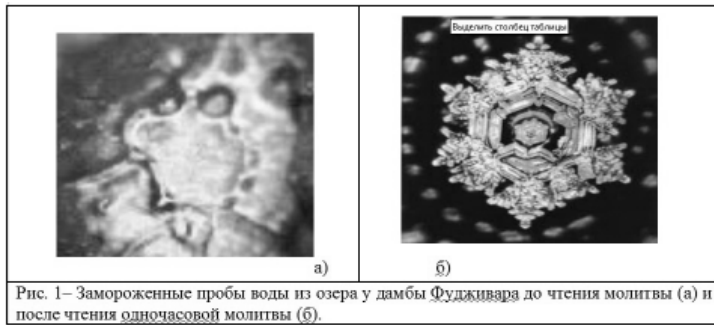 Выделить столбец таблицы
а)
б)
Рис. 1– Замороженные пробы воды из озера у дамбы Фудживара до чтения молитвы (а) и
после чтения одночасовой молитвы (б).